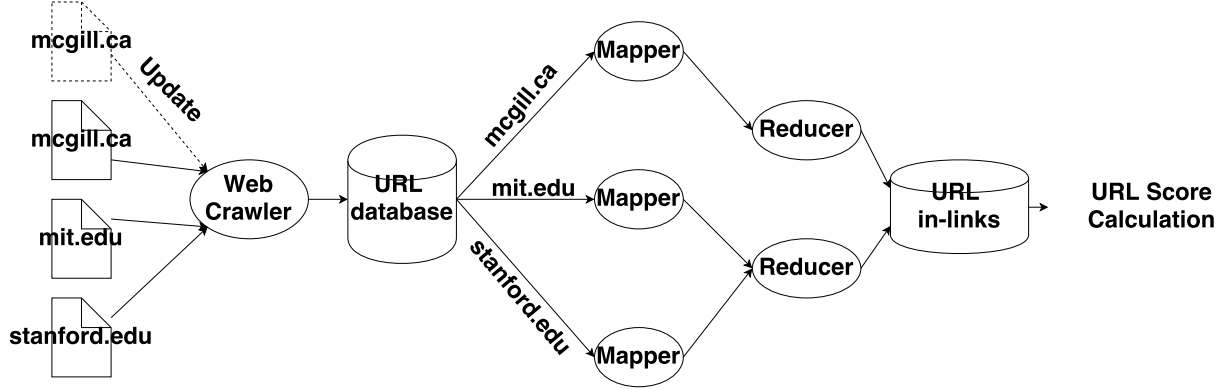 mcgill.ca
Update
mcgill.ca
mit.edu
stanford.edu
Web
Crawler
URL
database
mcgill.ca
mit.edu
stanford.edu
Mapper
Mapper
Mapper
Reducer
Reducer
URL
in-links
URL Score
Calculation